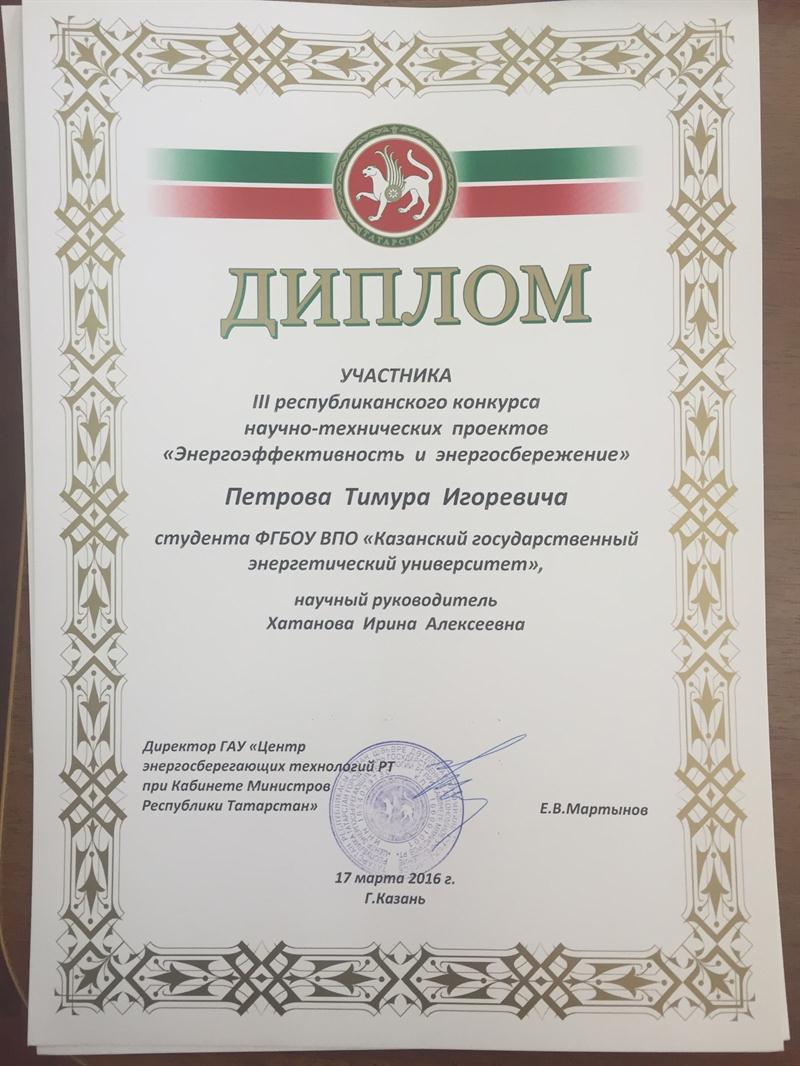 ТАТАРСТАН
ДИПЛОМ
УЧАСТНИКА
III республиканского конкурса
научно-технических проектов
«Энергоэффективность и энергосбережение»
Петрова Тимура Игоревича
студента ФГБОУ ВПО «Казанский государственный
энергетический университет»,
научный руководитель
Хатанова Ирина Алексеевна
Директор ГАУ «Центр
энергосберегающих технологий РТ
при Кабинете Министров
Республики Татарстан»
Е.В.Мартынов
17 марта 2016 г.
Г.Казань